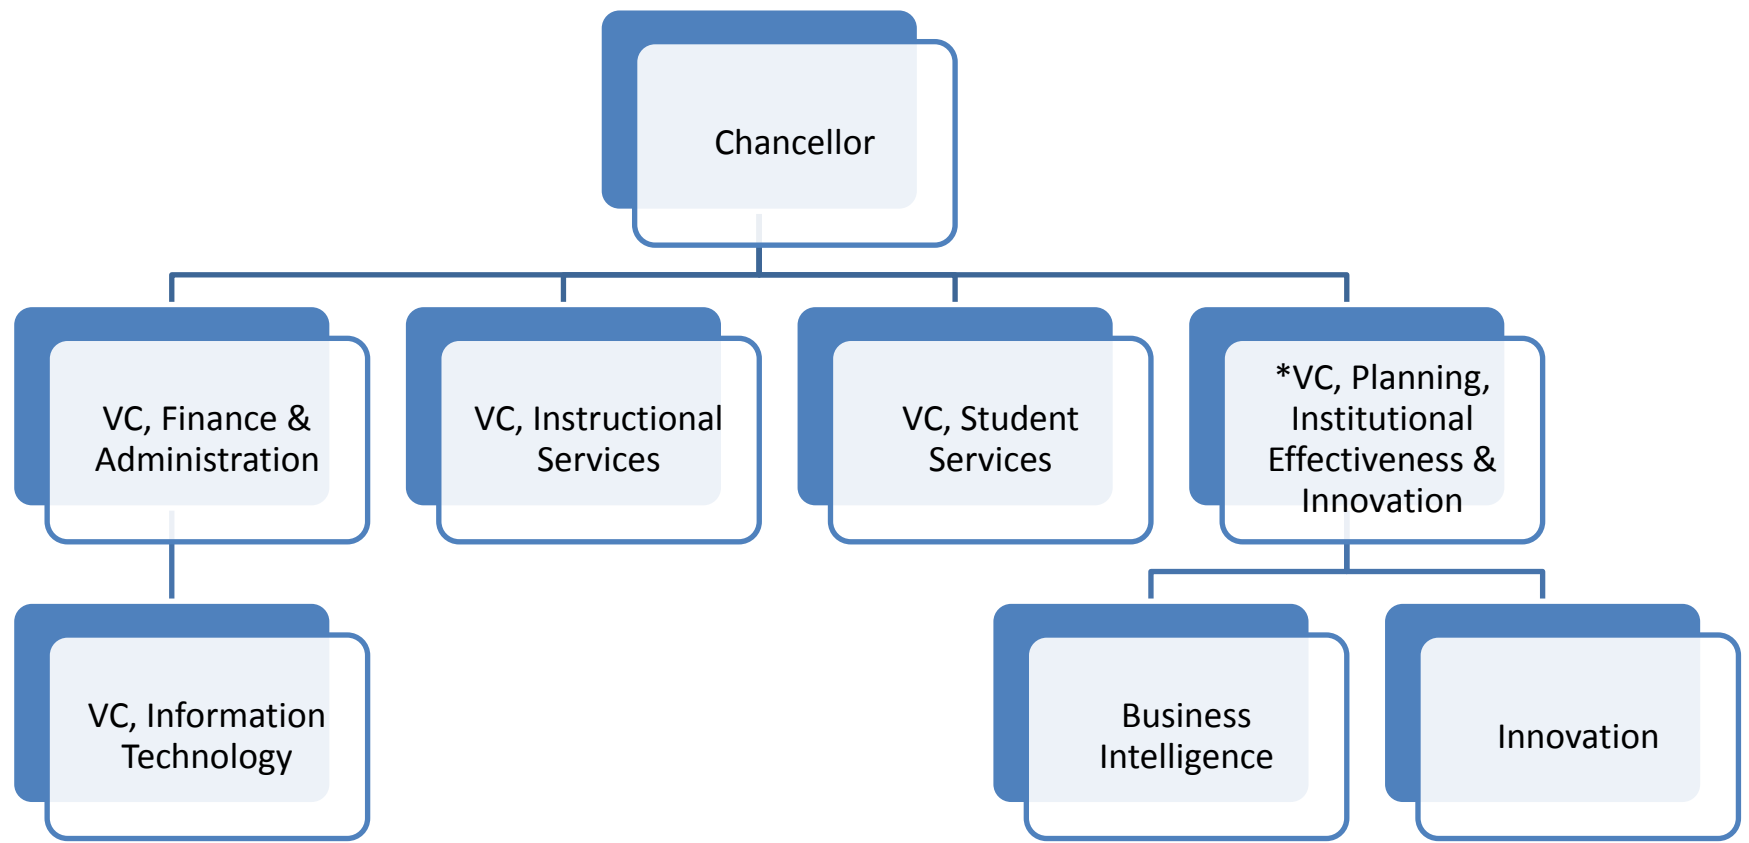 Chancellor
VC, Finance &
Administration
VC, Instructional
Services
VC, Student
Services
*VC, Planning,
Institutional
Effectiveness &
Innovation
VC, Information
Technology
Business
Intelligence
Innovation